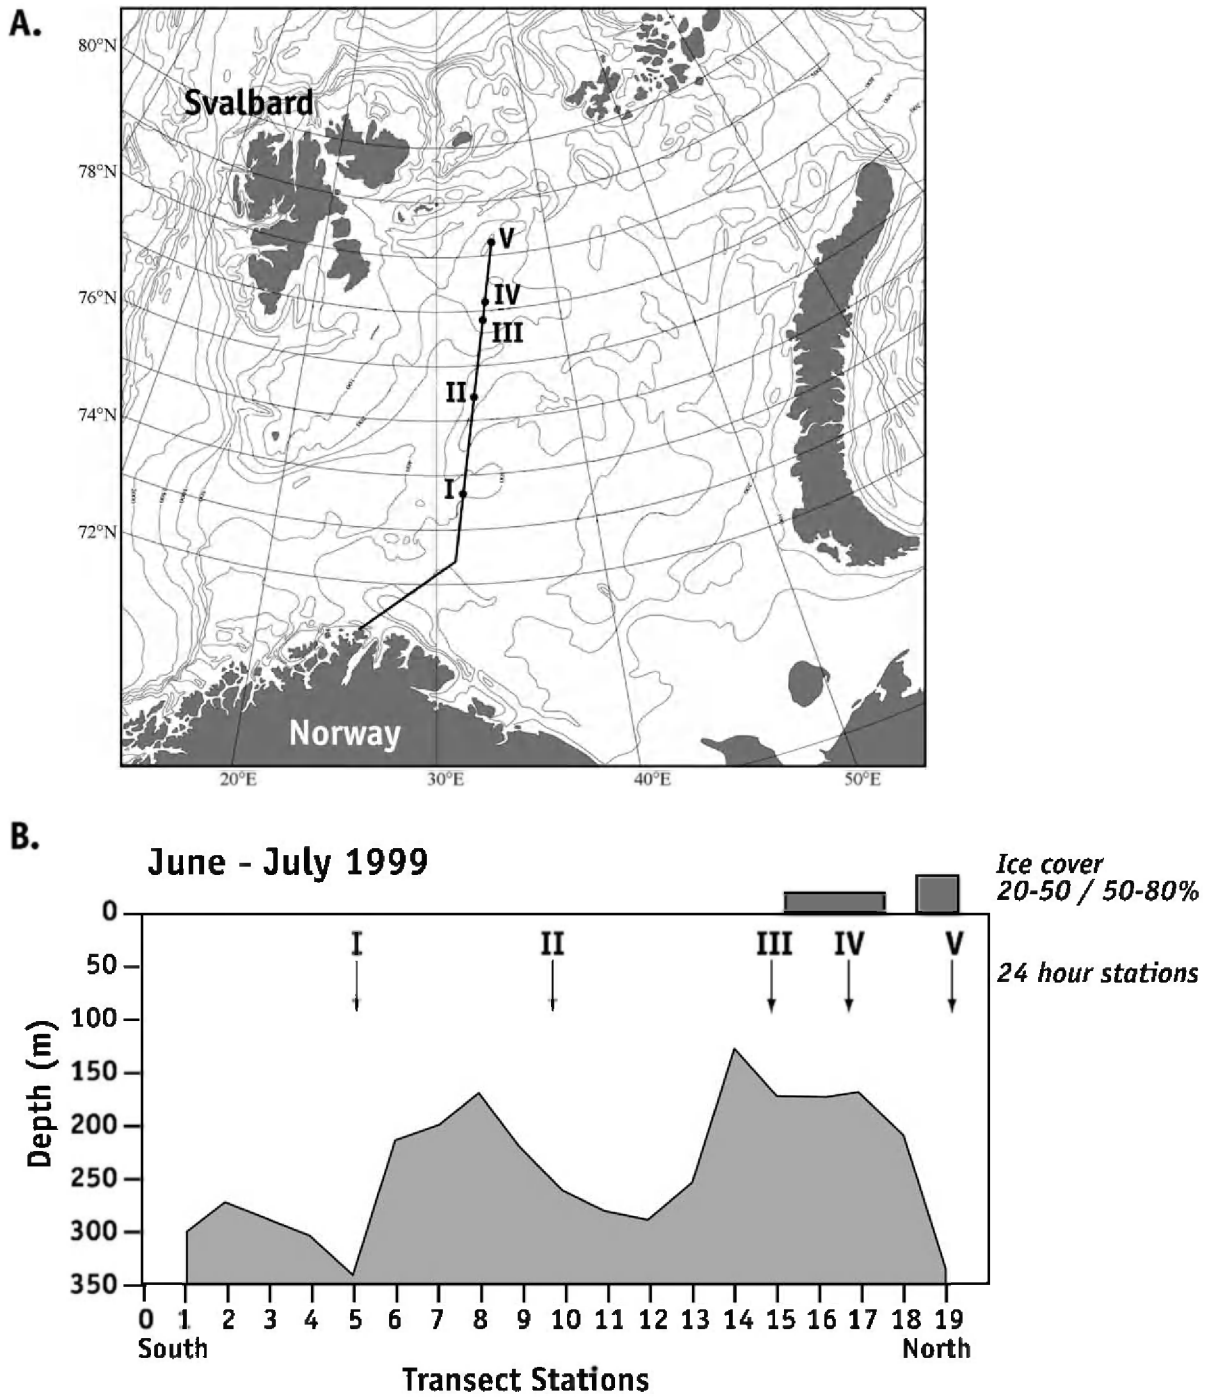 A.
80°N
Svalbard
78°N
V
76°N
IV
III
II
74°N
I
72°N
Norway
20°E 30°E 40°E 50°E
B.
June - July 1999
Ice cover
20-50 / 50-80%
0
I II III IV V
50
24 hour stations
100
150
200
250
300
350
Depth (m)
0 1 2 3 4 5 6 7 8 9 10 11 12 13 14 15 16 17 18 19
South North
Transect Stations